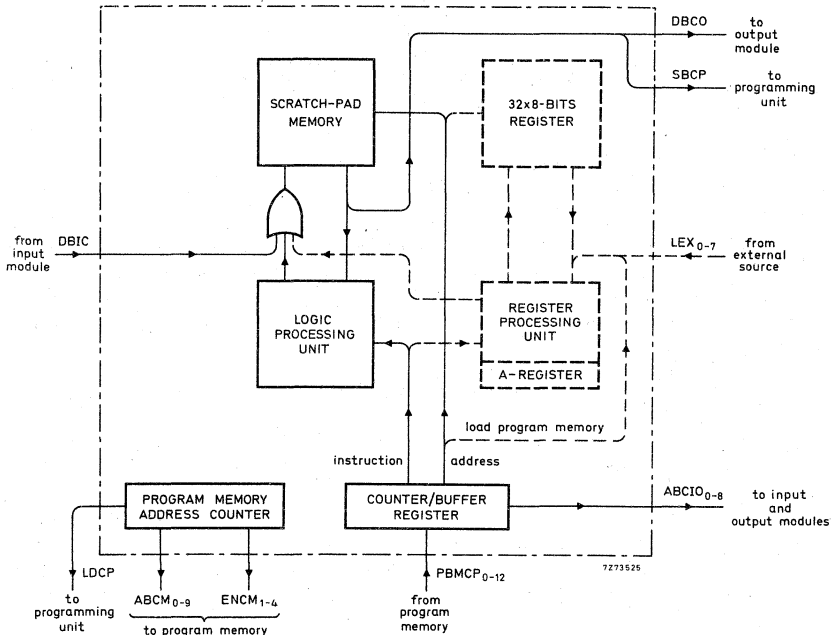 DBCO
to
output
module
SBCP
to
programming
unit
SCRATCH-PAD
MEMORY
32x8-BITS
REGISTER
from
input
module
DBIC
LEX0-7
from
external
source
LOGIC
PROCESSING
UNIT
REGISTER
PROCESSING
UNIT
A-REGISTER
load program memory
instruction
address
PROGRAM MEMORY
ADDRESS COUNTER
COUNTER/BUFFER
REGISTER
ABCIO0-8
to input
and
output modules
7Z73525
LDCP
to
programming
unit
ABCM0-9
ENCM1-4
to program memory
PBMCP0-12
from
program
memory